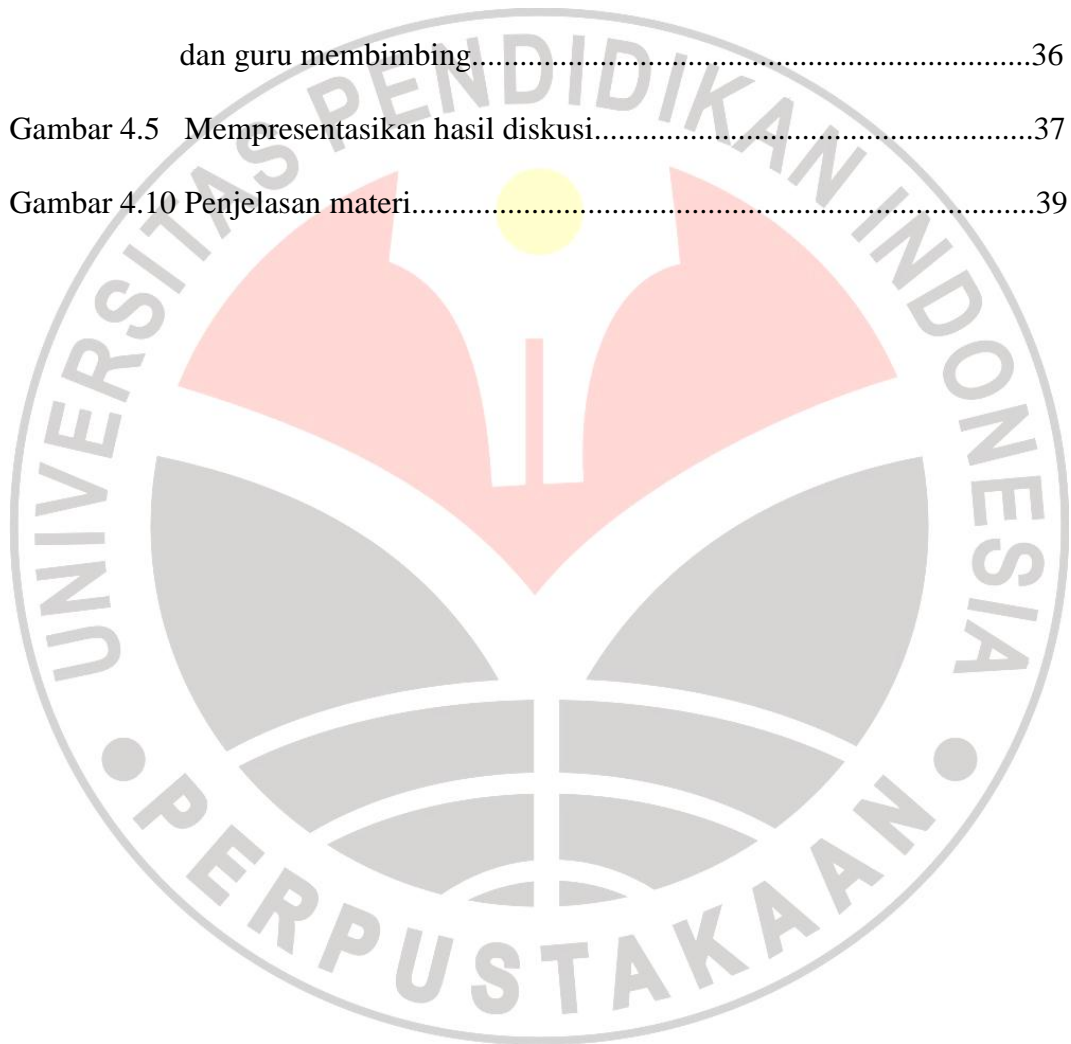 dan guru membimbing......................................................................36
Gambar 4.5 Mempresentasikan hasil diskusi.......................................................37
Gambar 4.10 Penjelasan materi..............................................................................39
UNIVERSITAS PENDIDIKAN INDONESIA
PERPUSTAKAAN